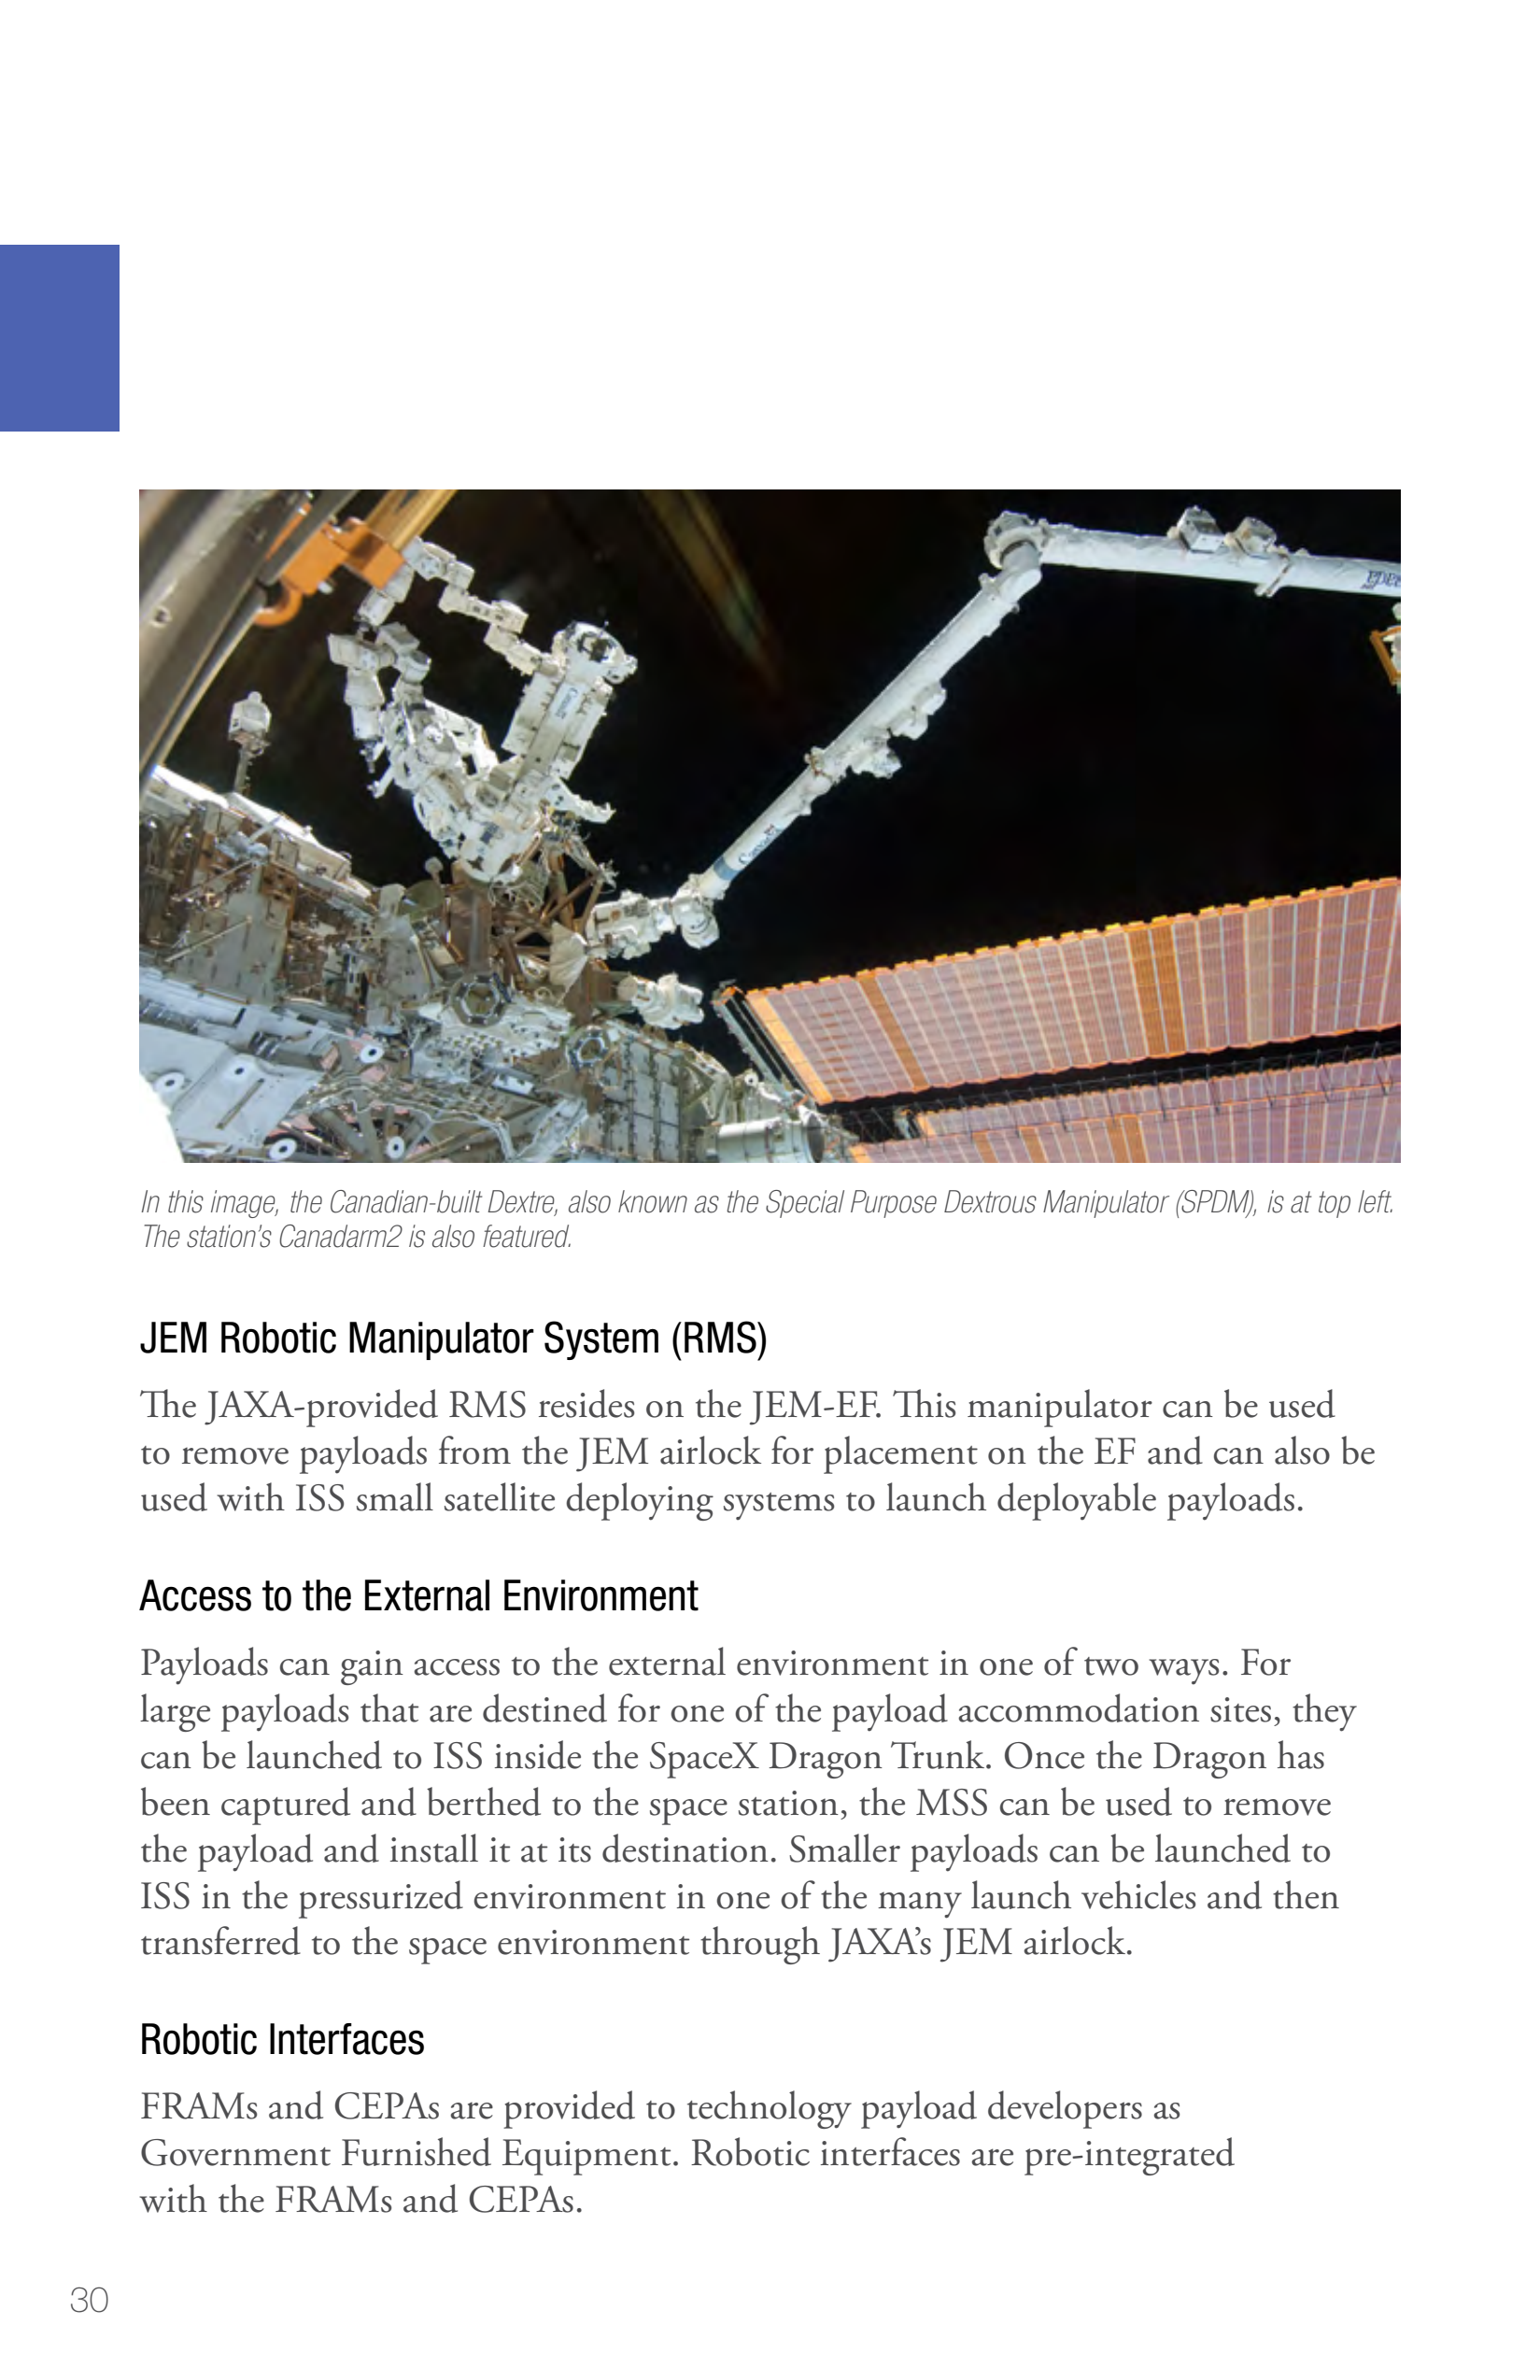 Canada
Canada
In this image, the Canadian-built Dextre, also known as the Special Purpose Dextrous Manipulator (SPDM), is at top left.
The station's Canadarm2 is also featured.
JEM Robotic Manipulator System (RMS)
The JAXA-provided RMS resides on the JEM-EF. This manipulator can be used
to remove payloads from the JEM airlock for placement on the EF and can also be
used with ISS small satellite deploying systems to launch deployable payloads.
Access to the External Environment
Payloads can gain access to the external environment in one of two ways. For
large payloads that are destined for one of the payload accommodation sites, they
can be launched to ISS inside the SpaceX Dragon Trunk. Once the Dragon has
been captured and berthed to the space station, the MSS can be used to remove
the payload and install it at its destination. Smaller payloads can be launched to
ISS in the pressurized environment in one of the many launch vehicles and then
transferred to the space environment through JAXA’s JEM airlock.
Robotic Interfaces
FRAMs and CEPAs are provided to technology payload developers as
Government Furnished Equipment. Robotic interfaces are pre-integrated
with the FRAMs and CEPAs.
30